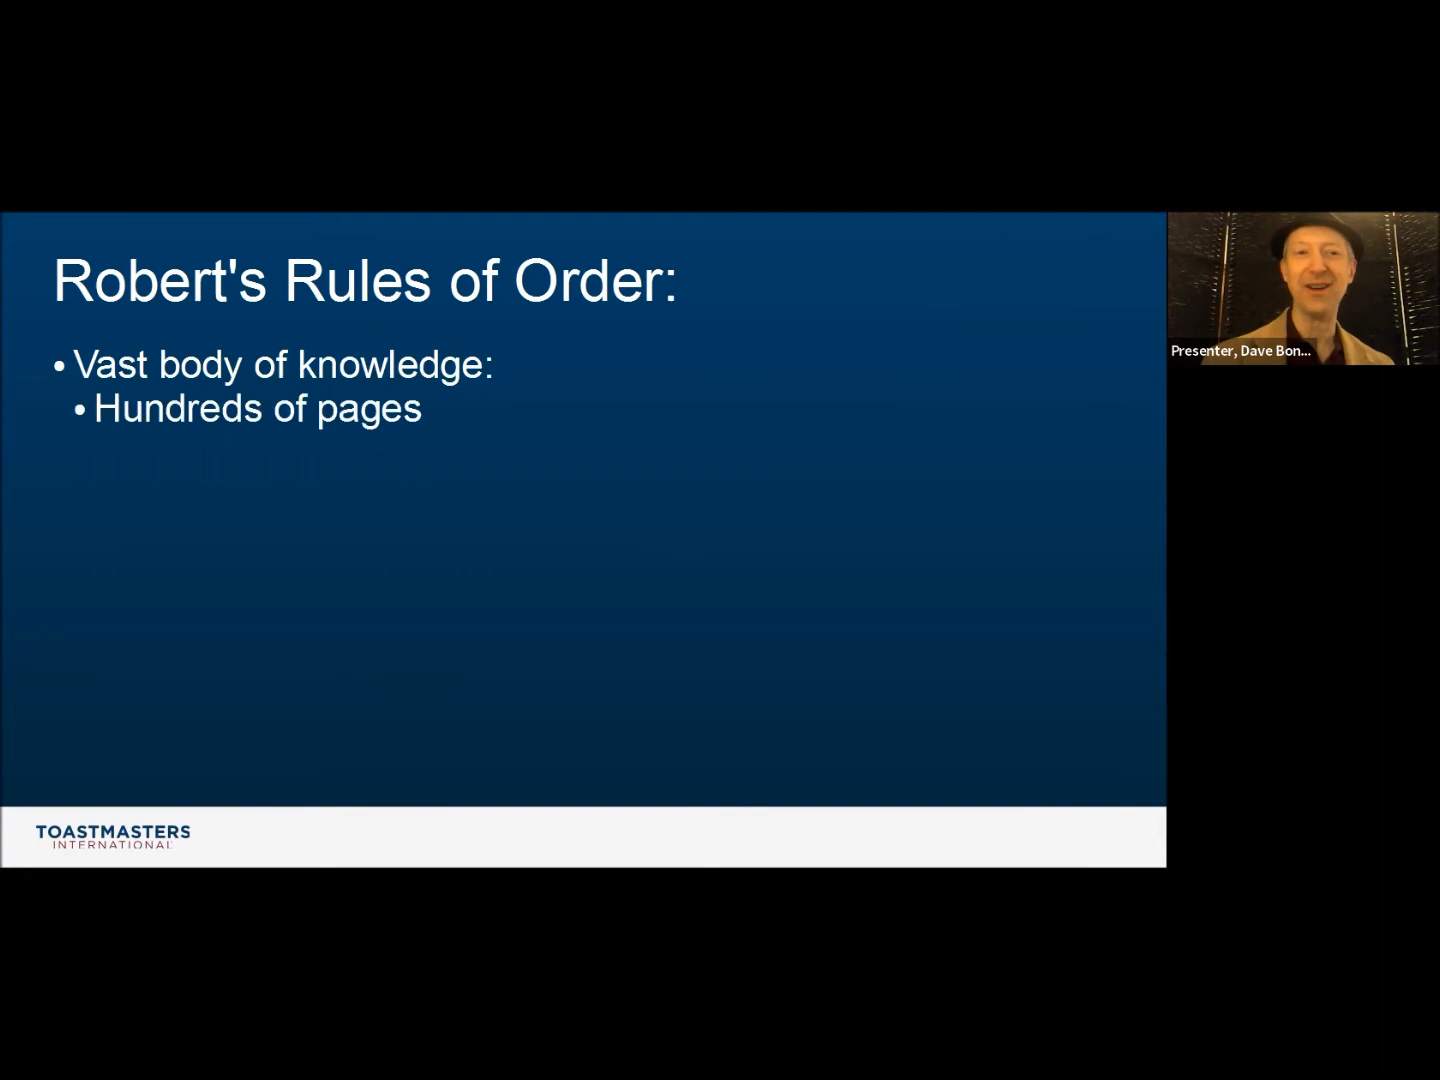 Robert's Rules of Order:
• Vast body of knowledge:
• Hundreds of pages
Presenter, Dave Bon...
TOASTMASTERS
INTERNATIONAL